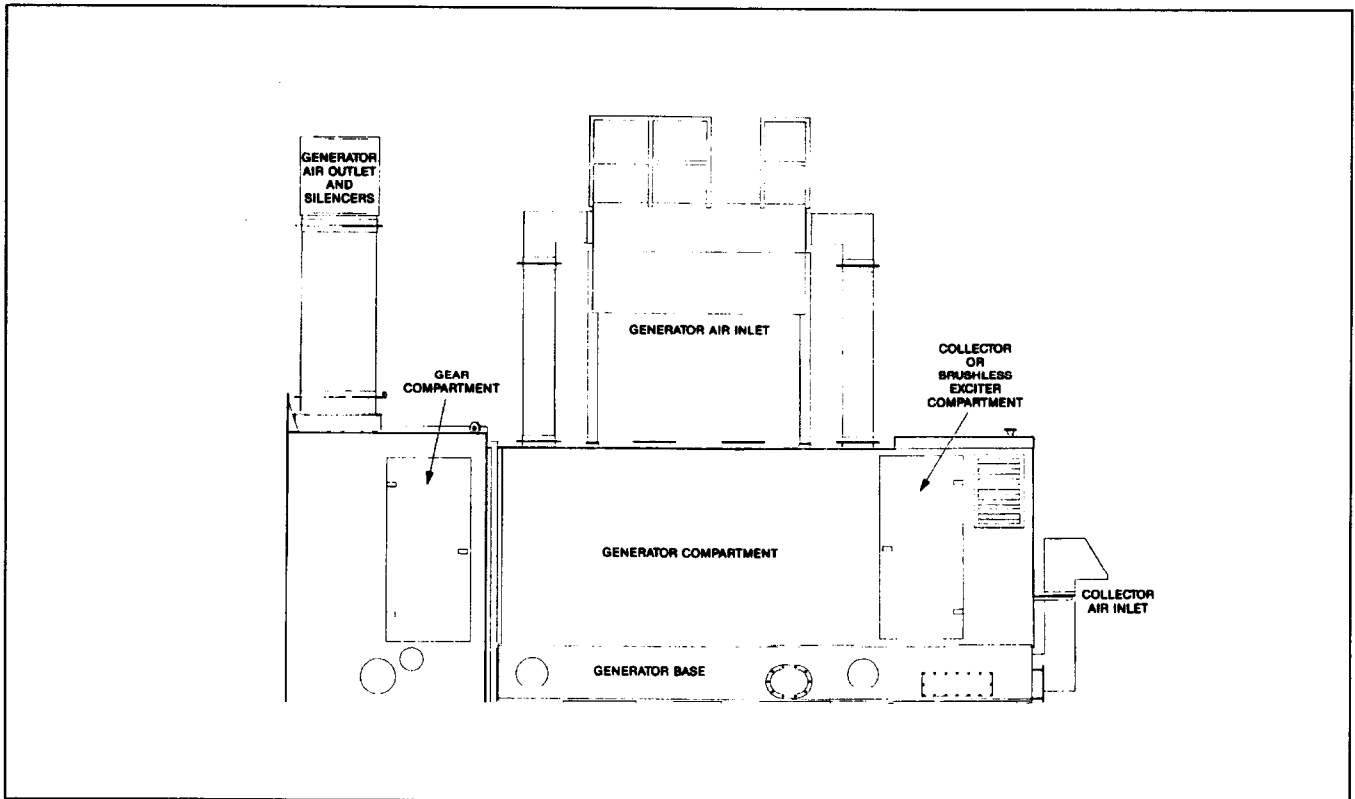 GENERATOR
AIR OUTLET
AND
SILENCERS
GENERATOR AIR INLET
GEAR
COMPARTMENT
COLLECTOR
OR
BRUSHLESS
EXCITER
COMPARTMENT
GENERATOR COMPARTMENT
COLLECTOR
AIR INLET
GENERATOR BASE